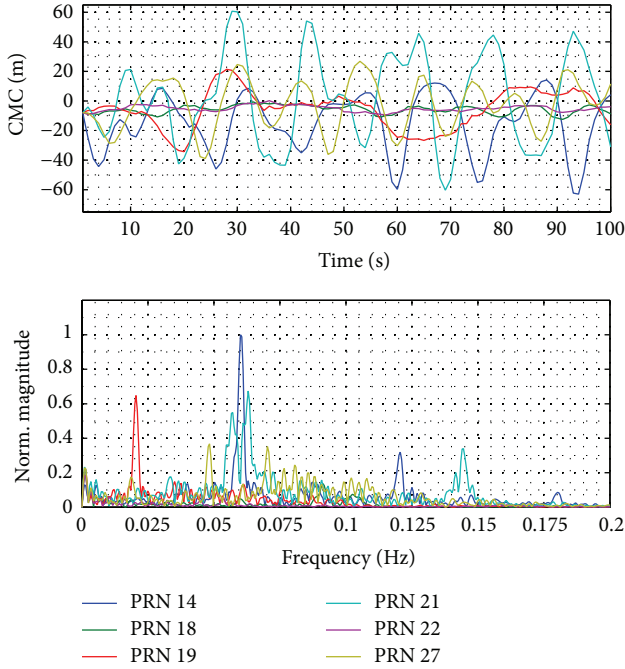 60
40
20
0
−20
−40
−60
CMC (m)
10 20 30 40 50 60 70 80 90 100
Time (s)
1
0.8
0.6
0.4
0.2
0
Norm. magnitude
0 0.025 0.05 0.075 0.1 0.125 0.15 0.175 0.2
Frequency (Hz)
PRN 14
PRN 18
PRN 19
PRN 21
PRN 22
PRN 27